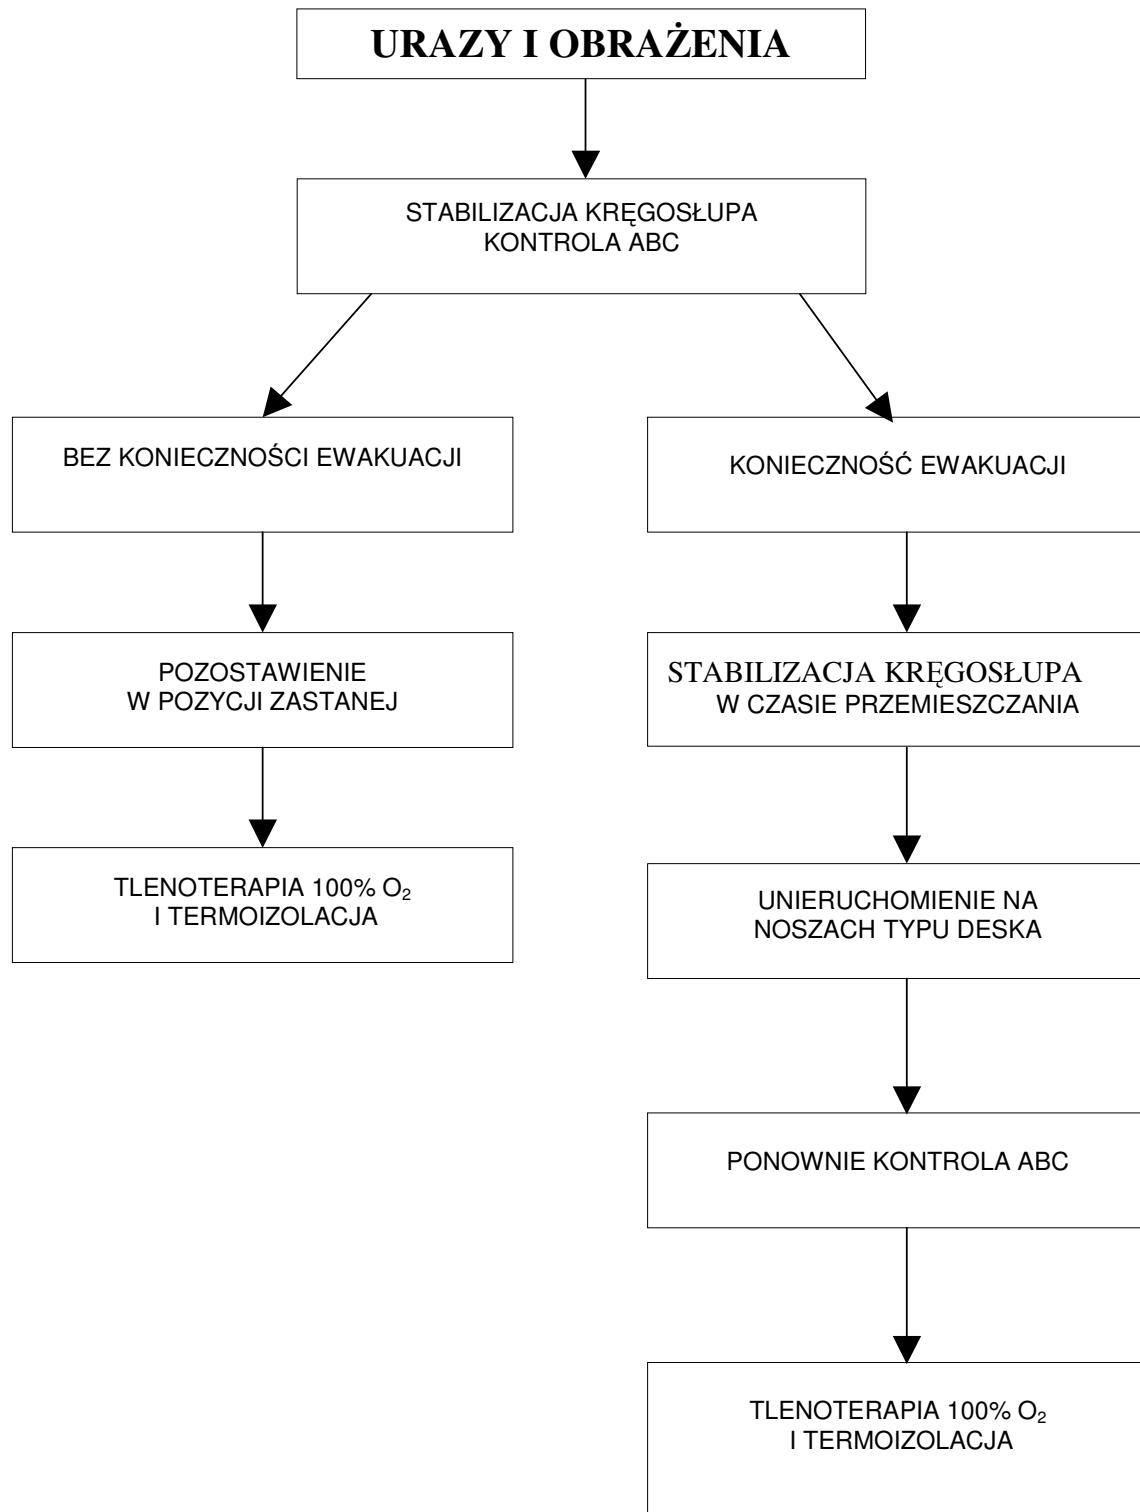 URAZY I OBRAŻENIA
STABILIZACJA KRĘGOSŁUPA
KONTROLA ABC
BEZ KONIECZNOŚCI EWAKUACJI
POZOSTAWIENIE
W POZYCJI ZASTANEJ
TLENOTERAPIA 100% O₂
I TERMOIZOLACJA
KONIECZNOŚĆ EWAKUACJI
STABILIZACJA KRĘGOSŁUPA
W CZASIE PRZEMIESZCZANIA
UNIERUCHOMIENIE NA
NOSZACH TYPU DESKA
PONOWNIE KONTROLA ABC
TLENOTERAPIA 100% O₂
I TERMOIZOLACJA